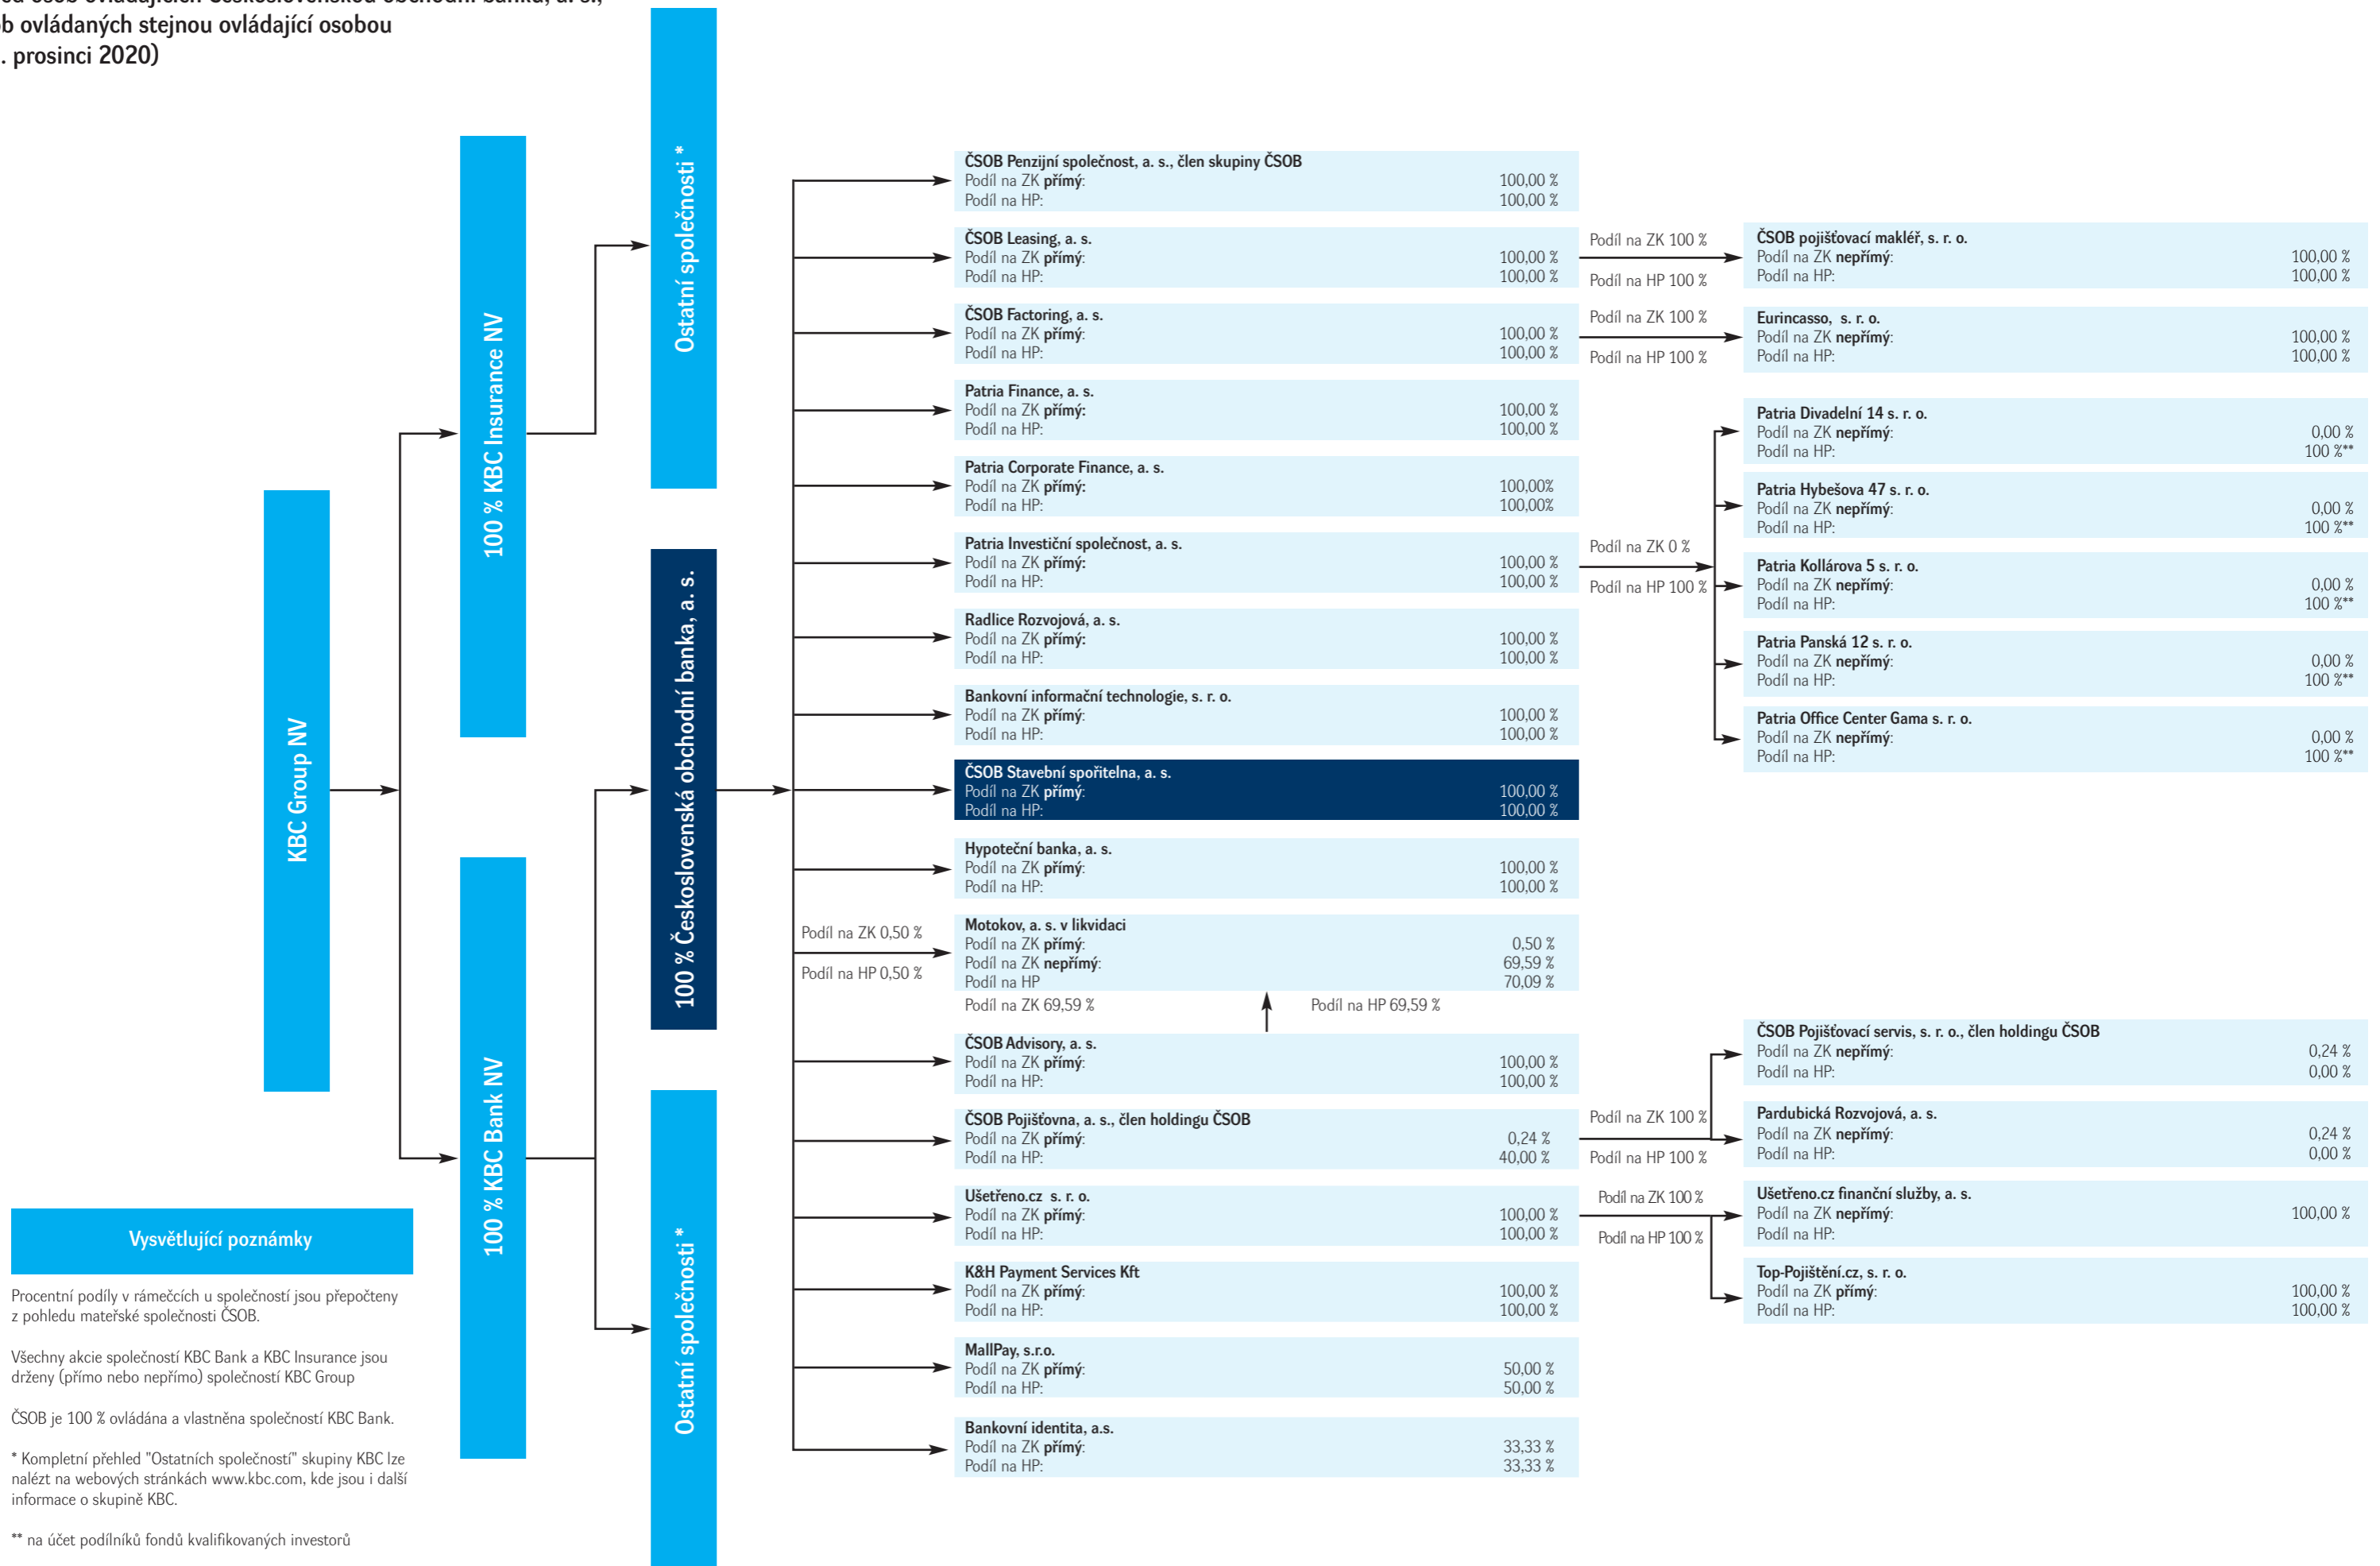 ob ovládaných stejnou ovládající osobou
. prosinci 2020)
KBC Group NV
100 % KBC Insurance NV
100 % KBC Bank NV
Ostatní společnosti *
100 % Československá obchodní banka, a. s.
Ostatní společnosti *
ČSOB Penzijní společnost, a. s., člen skupiny ČSOB
Podíl na ZK přímý: 100,00 %
Podíl na HP: 100,00 %
ČSOB Leasing, a. s.
Podíl na ZK přímý: 100,00 %
Podíl na HP: 100,00 %
Podíl na ZK 100 %
Podíl na HP 100 %
ČSOB pojišťovací makléř, s. r. o.
Podíl na ZK nepřímý: 100,00 %
Podíl na HP: 100,00 %
ČSOB Factoring, a. s.
Podíl na ZK přímý: 100,00 %
Podíl na HP: 100,00 %
Podíl na ZK 100 %
Podíl na HP 100 %
Eurincasso, s. r. o.
Podíl na ZK nepřímý: 100,00 %
Podíl na HP: 100,00 %
Patria Finance, a. s.
Podíl na ZK přímý: 100,00 %
Podíl na HP: 100,00 %
Patria Corporate Finance, a. s.
Podíl na ZK přímý: 100,00%
Podíl na HP: 100,00%
Patria Investiční společnost, a. s.
Podíl na ZK přímý: 100,00 %
Podíl na HP: 100,00 %
Podíl na ZK 0 %
Podíl na HP 100 %
Patria Divadelní 14 s. r. o.
Podíl na ZK nepřímý: 0,00 %
Podíl na HP: 100 %**
Patria Hybešova 47 s. r. o.
Podíl na ZK nepřímý: 0,00 %
Podíl na HP: 100 %**
Patria Kollárova 5 s. r. o.
Podíl na ZK nepřímý: 0,00 %
Podíl na HP: 100 %**
Patria Panská 12 s. r. o.
Podíl na ZK nepřímý: 0,00 %
Podíl na HP: 100 %**
Patria Office Center Gama s. r. o.
Podíl na ZK nepřímý: 0,00 %
Podíl na HP: 100 %**
Radlice Rozvojová, a. s.
Podíl na ZK přímý: 100,00 %
Podíl na HP: 100,00 %
Bankovní informační technologie, s. r. o.
Podíl na ZK přímý: 100,00 %
Podíl na HP: 100,00 %
ČSOB Stavební spořitelna, a. s.
Podíl na ZK přímý: 100,00 %
Podíl na HP: 100,00 %
Hypoteční banka, a. s.
Podíl na ZK přímý: 100,00 %
Podíl na HP: 100,00 %
Podíl na ZK 0,50 %
Podíl na HP 0,50 %
Motokov, a. s. v likvidaci
Podíl na ZK přímý: 0,50 %
Podíl na ZK nepřímý: 69,59 %
Podíl na HP 70,09 %
Podíl na ZK 69,59 % Podíl na HP 69,59 %
ČSOB Advisory, a. s.
Podíl na ZK přímý: 100,00 %
Podíl na HP: 100,00 %
ČSOB Pojišťovna, a. s., člen holdingu ČSOB
Podíl na ZK přímý: 0,24 %
Podíl na HP: 40,00 %
Podíl na ZK 100 %
Podíl na HP 100 %
ČSOB Pojišťovací servis, s. r. o., člen holdingu ČSOB
Podíl na ZK nepřímý: 0,24 %
Podíl na HP: 0,00 %
Pardubická Rozvojová, a. s.
Podíl na ZK nepřímý: 0,24 %
Podíl na HP: 0,00 %
Ušetřeno.cz s. r. o.
Podíl na ZK přímý: 100,00 %
Podíl na HP: 100,00 %
Podíl na ZK 100 %
Podíl na HP 100 %
Ušetřeno.cz finanční služby, a. s.
Podíl na ZK nepřímý: 100,00 %
Podíl na HP:
Top-Pojištění.cz, s. r. o.
Podíl na ZK přímý: 100,00 %
Podíl na HP: 100,00 %
K&H Payment Services Kft
Podíl na ZK přímý: 100,00 %
Podíl na HP: 100,00 %
MallPay, s.r.o.
Podíl na ZK přímý: 50,00 %
Podíl na HP: 50,00 %
Bankovní identita, a.s.
Podíl na ZK přímý: 33,33 %
Podíl na HP: 33,33 %
Vysvětlující poznámky
Procentní podíly v rámečcích u společností jsou přepočteny
z pohledu mateřské společnosti ČSOB.
Všechny akcie společností KBC Bank a KBC Insurance jsou
drženy (přímo nebo nepřímo) společností KBC Group
ČSOB je 100 % ovládána a vlastněna společností KBC Bank.
* Kompletní přehled "Ostatních společností" skupiny KBC lze
nalézt na webových stránkách www.kbc.com, kde jsou i další
informace o skupině KBC.
** na účet podílníků fondů kvalifikovaných investorů